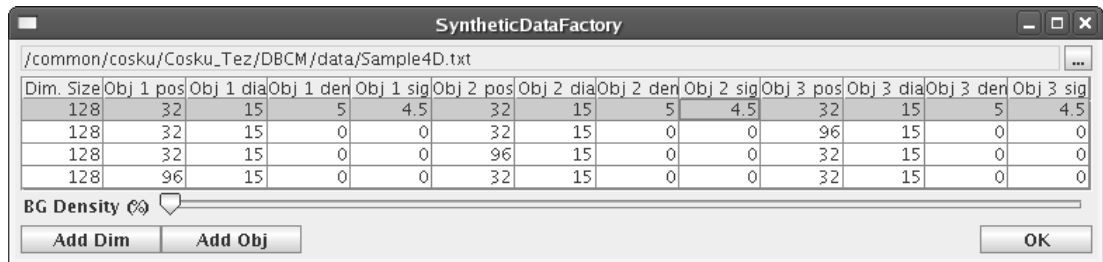 SyntheticDataFactory
/common/cosku/Cosku_Tez/DBCM/data/Sample4D.txt ...
Dim. Size Obj 1 pos Obj 1 dia Obj 1 den Obj 1 sig Obj 2 pos Obj 2 dia Obj 2 den Obj 2 sig Obj 3 pos Obj 3 dia Obj 3 den Obj 3 sig
128 32 15 5 4.5 32 15 5 4.5 32 15 5 4.5
128 32 15 0 0 32 15 0 0 96 15 0 0
128 32 15 0 0 96 15 0 0 32 15 0 0
128 96 15 0 0 32 15 0 0 32 15 0 0
BG Density (%)
Add Dim Add Obj OK